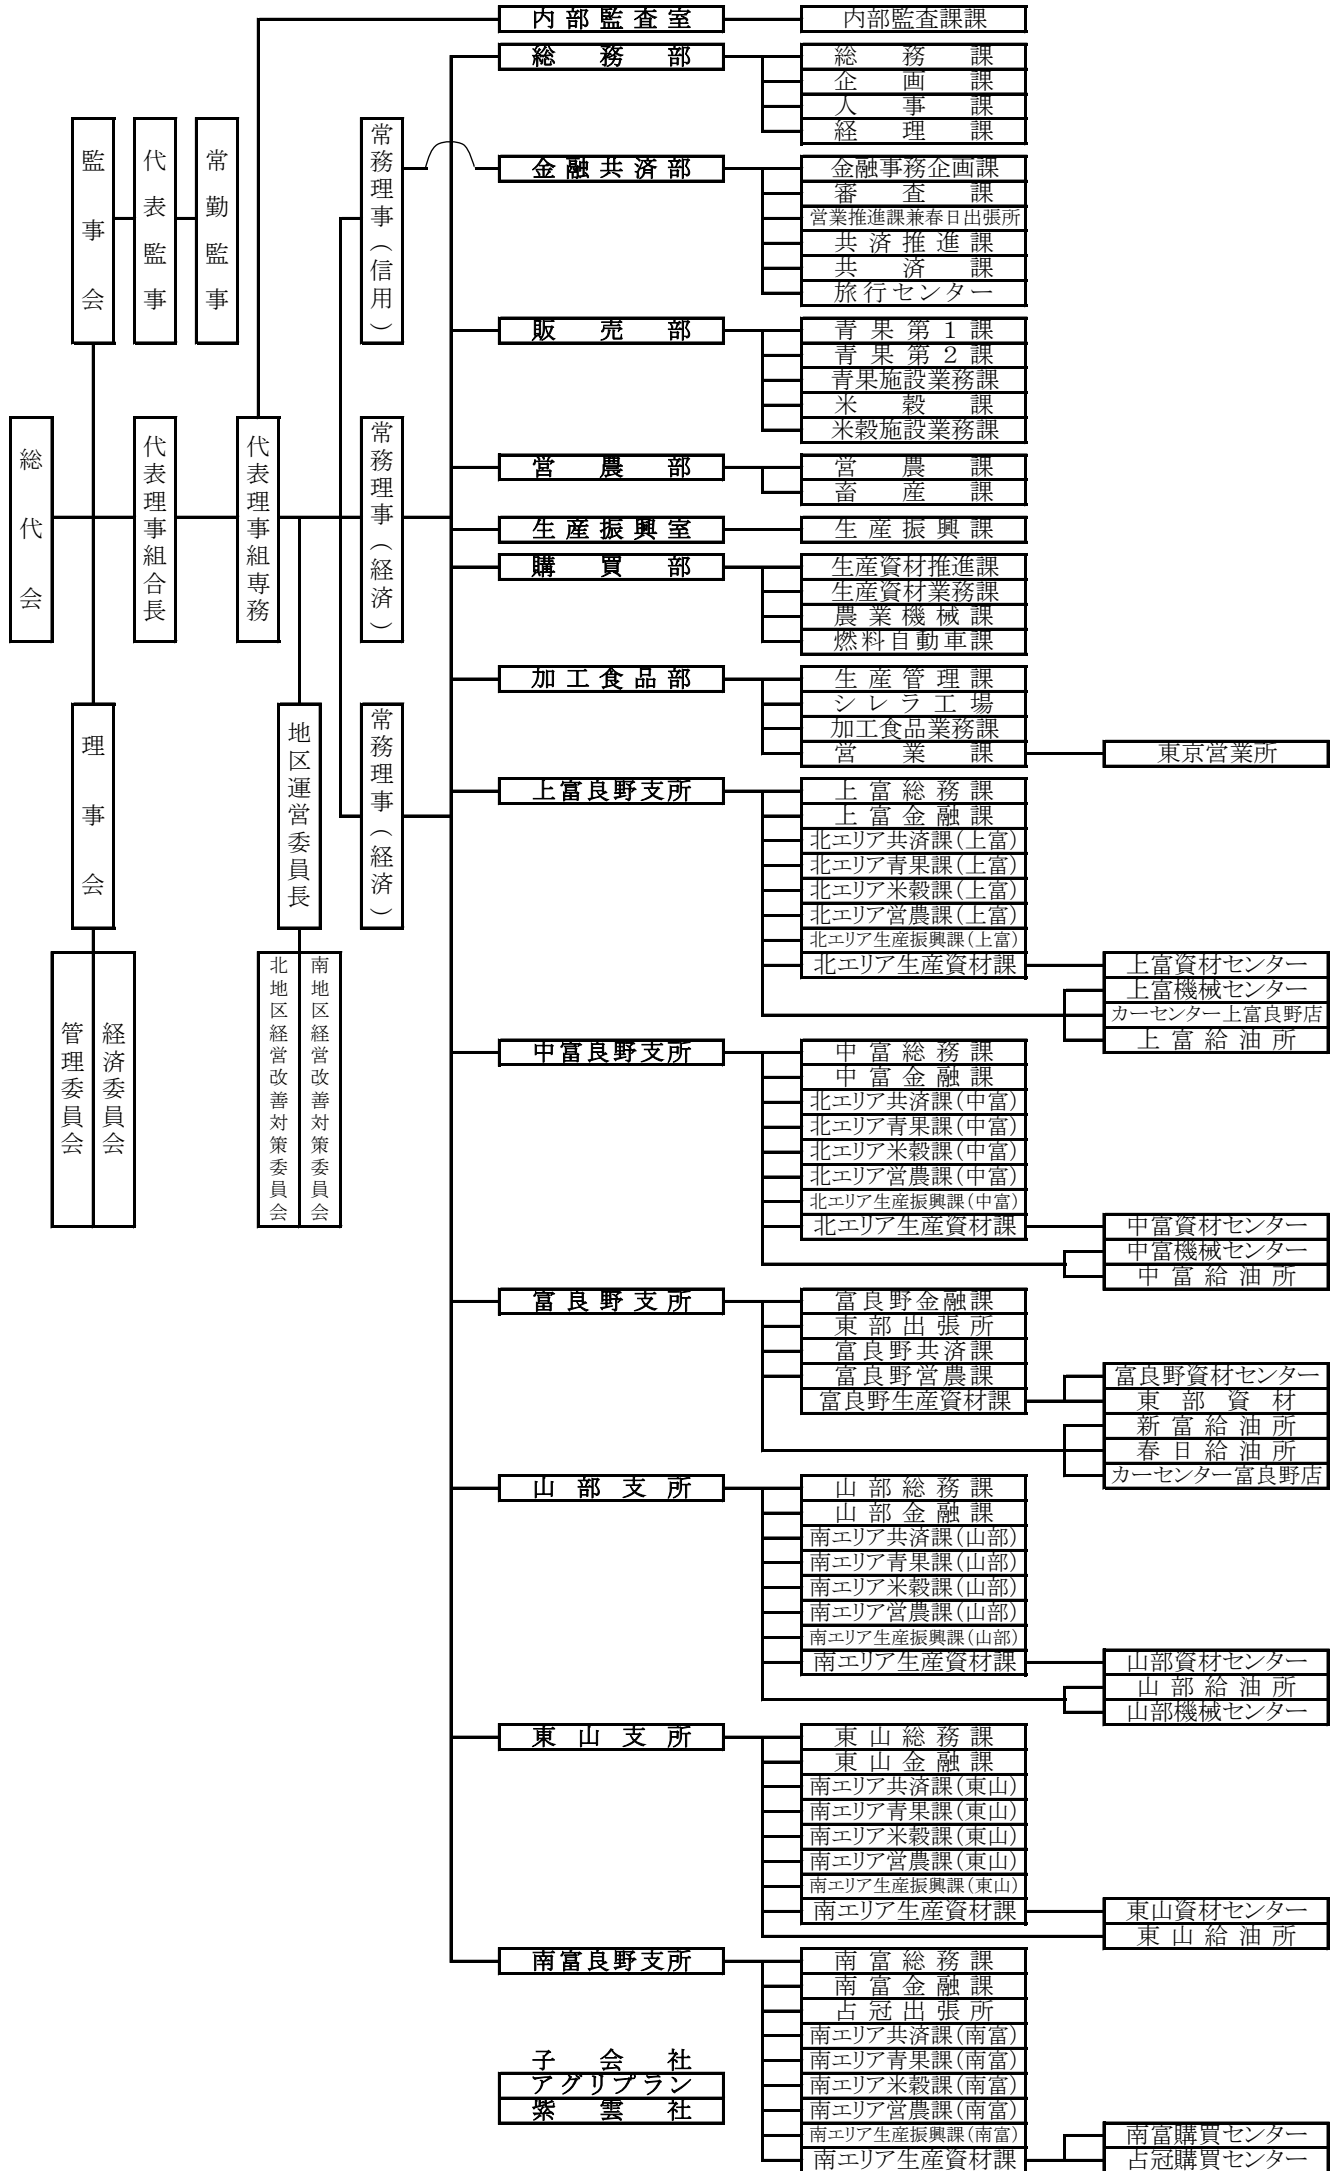 内部監査室
内部監査課課
総務部
総務課
企画課
人事課
経理課
監事会
代表監事
常勤監事
常務理事（信用）
金融共済部
金融事務企画課
審査課
営業推進課兼春日出張所
共済推進課
共済課
旅行センター
販売部
青果第1課
青果第2課
青果施設業務課
米穀課
米穀施設業務課
総代会
代表理事組合長
代表理事組専務
常務理事（経済）
営農部
営農課
畜産課
生産振興室
生産振興課
購買部
生産資材推進課
生産資材業務課
農業機械課
燃料自動車課
加工食品部
生産管理課
シレラ工場
加工食品業務課
営業課
東京営業所
理事会
地区運営委員長
常務理事（経済）
管理委員会
経済委員会
北地区経営改善対策委員会
南地区経営改善対策委員会
上富良野支所
上富総務課
上富金融課
北エリア共済課(上富)
北エリア青果課(上富)
北エリア米穀課(上富)
北エリア営農課(上富)
北エリア生産振興課(上富)
北エリア生産資材課
上富資材センター
上富機械センター
カーセンター上富良野店
上富給油所
中富良野支所
中富総務課
中富金融課
北エリア共済課(中富)
北エリア青果課(中富)
北エリア米穀課(中富)
北エリア営農課(中富)
北エリア生産振興課(中富)
北エリア生産資材課
中富資材センター
中富機械センター
中富給油所
富良野支所
富良野金融課
東部出張所
富良野共済課
富良野営農課
富良野生産資材課
富良野資材センター
東部資材
新富給油所
春日給油所
カーセンター富良野店
山部支所
山部総務課
山部金融課
南エリア共済課(山部)
南エリア青果課(山部)
南エリア米穀課(山部)
南エリア営農課(山部)
南エリア生産振興課(山部)
南エリア生産資材課
山部資材センター
山部給油所
山部機械センター
東山支所
東山総務課
東山金融課
南エリア共済課(東山)
南エリア青果課(東山)
南エリア米穀課(東山)
南エリア営農課(東山)
南エリア生産振興課(東山)
南エリア生産資材課
東山資材センター
東山給油所
南富良野支所
南富総務課
南富金融課
占冠出張所
南エリア共済課(南富)
南エリア青果課(南富)
南エリア米穀課(南富)
南エリア営農課(南富)
南エリア生産振興課(南富)
南エリア生産資材課
南富購買センター
占冠購買センター
子会社
アグリプラン
紫雲社